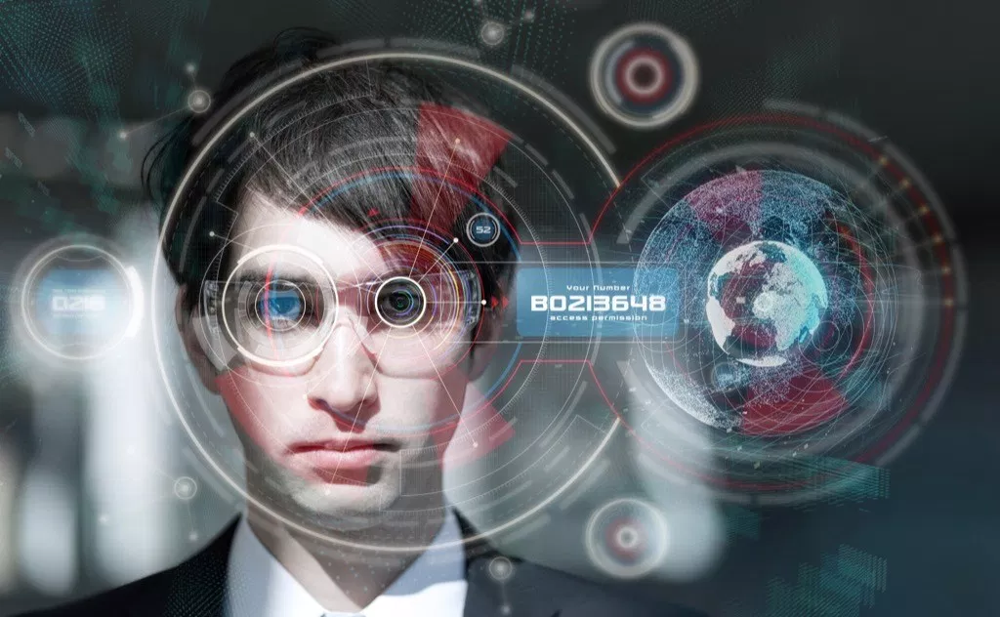 52
Your Number
B0213648
access permission
0216